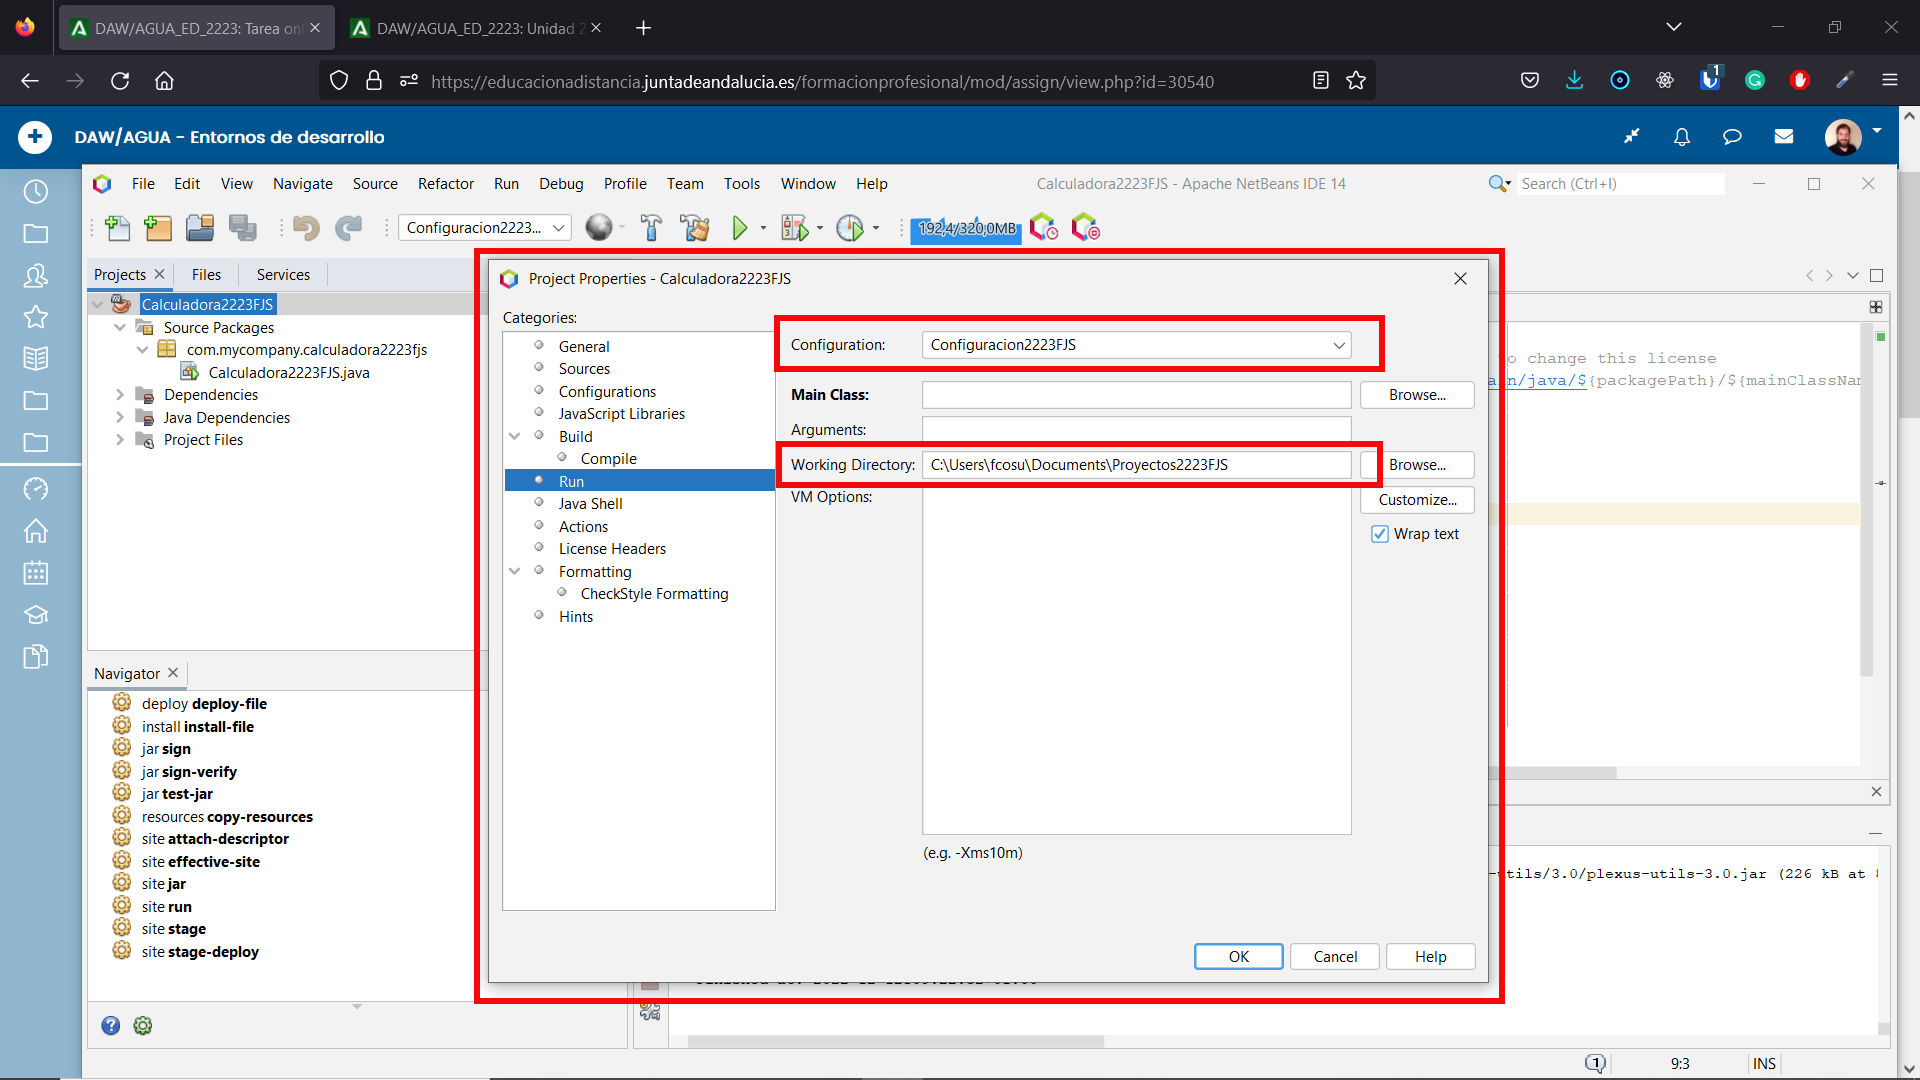 DAW/AGUA_ED_2223: Tarea onl
DAW/AGUA_ED_2223: Unidad 2
https://educacionadistancia.juntadeandalucia.es/formacionprofesional/mod/assign/view.php?id=30540
1
DAW/AGUA - Entornos de desarrollo
File Edit View Navigate Source Refactor Run Debug Profile Team Tools Window Help
Calculadora2223FJS - Apache NetBeans IDE 14
Search (Ctrl+I)
Configuracion2223...
192,4/320,0MB
Projects
Files
Services
Calculadora2223FJS
Source Packages
com.mycompany.calculadora2223fjs
Calculadora2223FJS.java
Dependencies
Java Dependencies
Project Files
Project Properties - Calculadora2223FJS
Categories:
General
Sources
Configurations
JavaScript Libraries
Build
Compile
Run
Java Shell
Actions
License Headers
Formatting
CheckStyle Formatting
Hints
Configuration: Configuracion2223FJS
Main Class: Browse...
Arguments:
Working Directory: C:\Users\fcosu\Documents\Proyectos2223FJS Browse...
VM Options: Customize...
Wrap text
(e.g. -Xms10m)
OK Cancel Help
to change this license
ain/java/${packagePath}/${mainClassNam
Navigator
deploy deploy-file
install install-file
jar sign
jar sign-verify
jar test-jar
resources copy-resources
site attach-descriptor
site effective-site
site jar
site run
site stage
site stage-deploy
-utils/3.0/plexus-utils-3.0.jar (226 kB at
1
9:3
INS